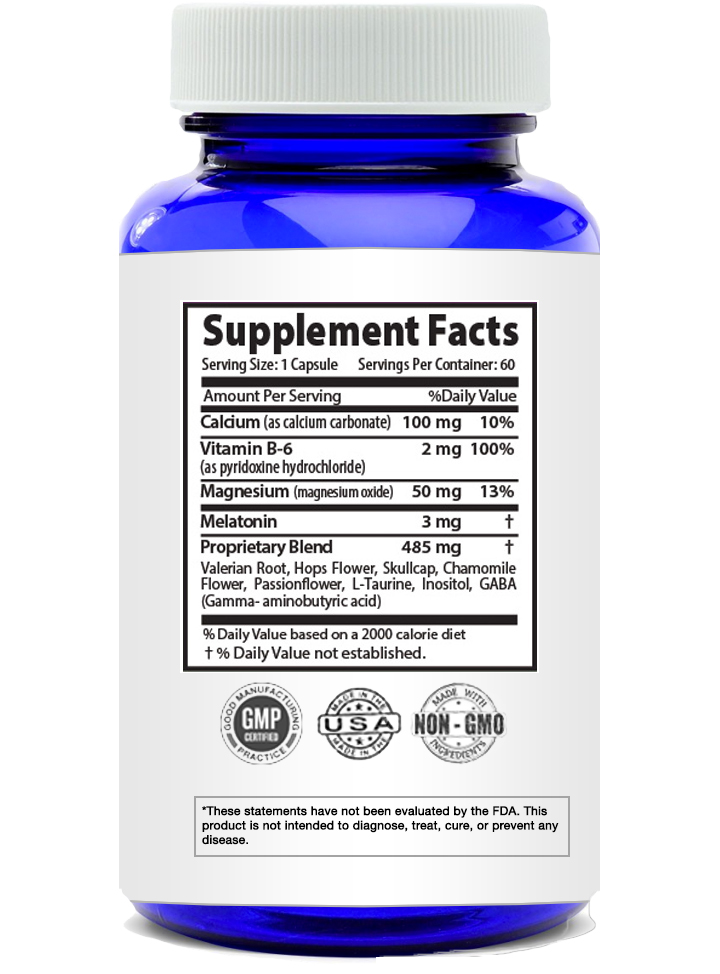 Supplement Facts
Serving Size: 1 Capsule Servings Per Container: 60
Amount Per Serving %Daily Value
Calcium (as calcium carbonate) 100 mg 10%
Vitamin B-6 2 mg 100%
(as pyridoxine hydrochloride)
Magnesium (magnesium oxide) 50 mg 13%
Melatonin 3 mg †
Proprietary Blend 485 mg †
Valerian Root, Hops Flower, Skullcap, Chamomile
Flower, Passionflower, L-Taurine, Inositol, GABA
(Gamma- aminobutyric acid)
% Daily Value based on a 2000 calorie diet
† % Daily Value not established.
GOOD MANUFACTURING
GMP
CERTIFIED
PRACTICE
MADE IN THE
USA
MADE IN THE
MADE WITH
NON-GMO
INGREDIENTS
*These statements have not been evaluated by the FDA. This
product is not intended to diagnose, treat, cure, or prevent any
disease.